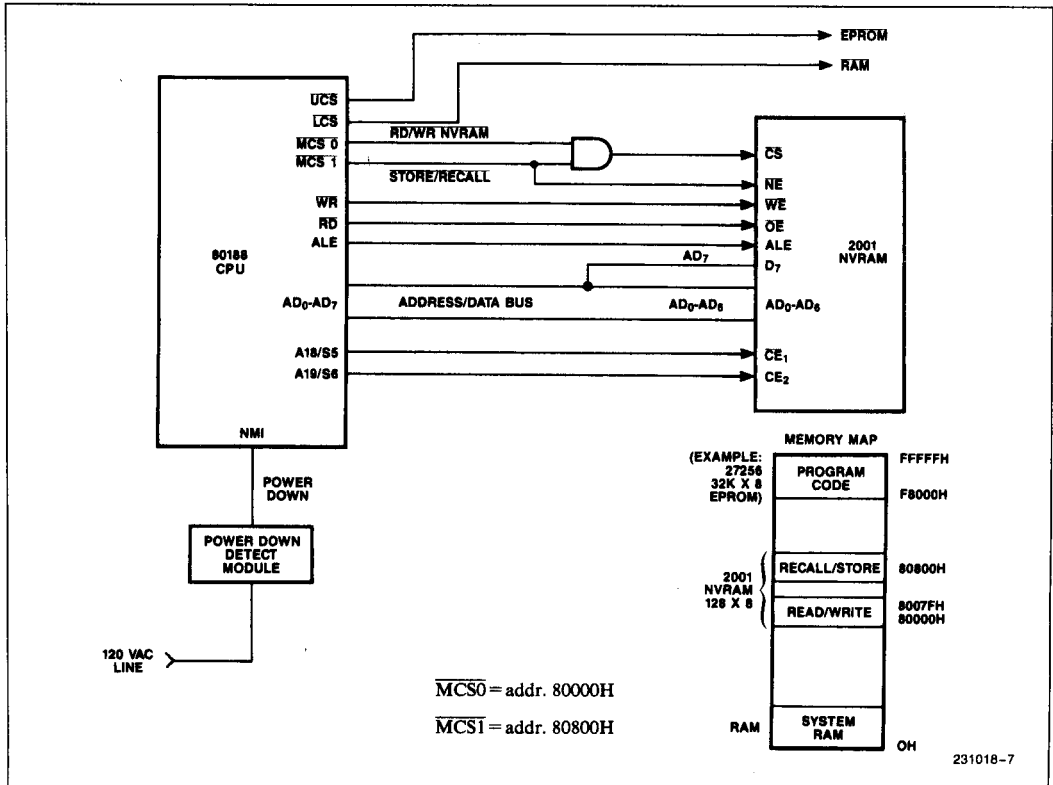 EPROM
RAM
UCS
LCS
MCS 0
RD/WR NVRAM
MCS 1
STORE/RECALL
CS
NE
WR
WE
RD
OE
ALE
ALE
80188
CPU
2001
NVRAM
AD7
D7
AD0-AD7
ADDRESS/DATA BUS
AD0-AD6
AD0-AD6
A18/S5
CE1
A19/S6
CE2
NMI
POWER
DOWN
POWER DOWN
DETECT
MODULE
120 VAC
LINE
MEMORY MAP
(EXAMPLE:
27256
32K X 8
EPROM)
PROGRAM
CODE
FFFFFH
F8000H
RECALL/STORE
80800H
2001
NVRAM
128 X 8
READ/WRITE
8007FH
80000H
MCS0 = addr. 80000H
MCS1 = addr. 80800H
RAM
SYSTEM
RAM
OH
231018-7